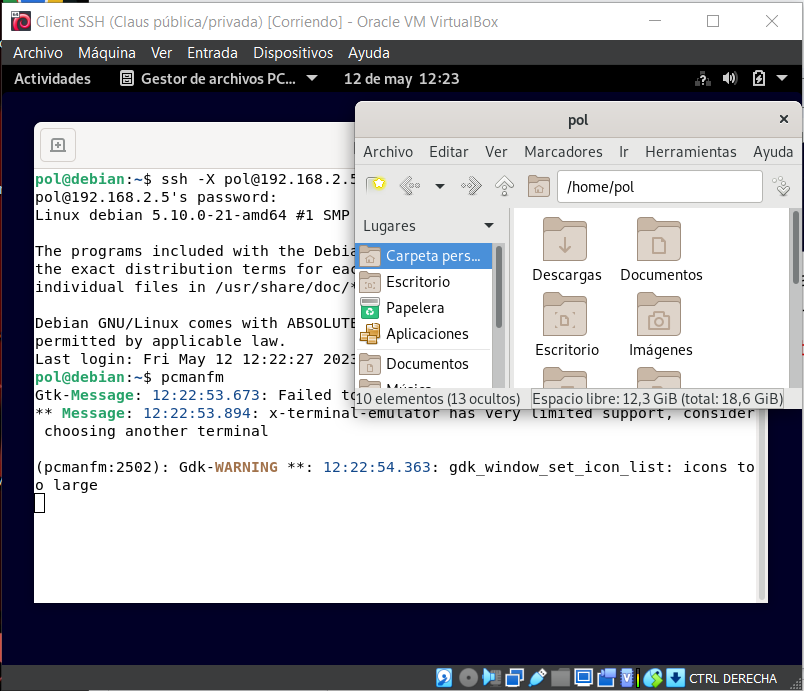 Client SSH (Claus pública/privada) [Corriendo] - Oracle VM VirtualBox
Archivo Máquina Ver Entrada Dispositivos Ayuda
Actividades Gestor de archivos PC... 12 de may 12:23
pol
Archivo Editar Ver Marcadores Ir Herramientas Ayuda
/home/pol
Lugares
Carpeta pers...
Escritorio
Papelera
Aplicaciones
Documentos
Música
Descargas Documentos
Escritorio Imágenes
10 elementos (13 ocultos) Espacio libre: 12,3 GiB (total: 18,6 GiB)
pol@debian:~$ ssh -X pol@192.168.2.5
pol@192.168.2.5's password:
Linux debian 5.10.0-21-amd64 #1 SMP
The programs included with the Debia
the exact distribution terms for eac
individual files in /usr/share/doc/*
Debian GNU/Linux comes with ABSOLUTE
permitted by applicable law.
Last login: Fri May 12 12:22:27 2023
pol@debian:~$ pcmanfm
Gtk-Message: 12:22:53.673: Failed to
** Message: 12:22:53.894: x-terminal-emulator has very limited support, consider
choosing another terminal
(pcmanfm:2502): Gdk-WARNING **: 12:22:54.363: gdk_window_set_icon_list: icons to
o large
CTRL DERECHA